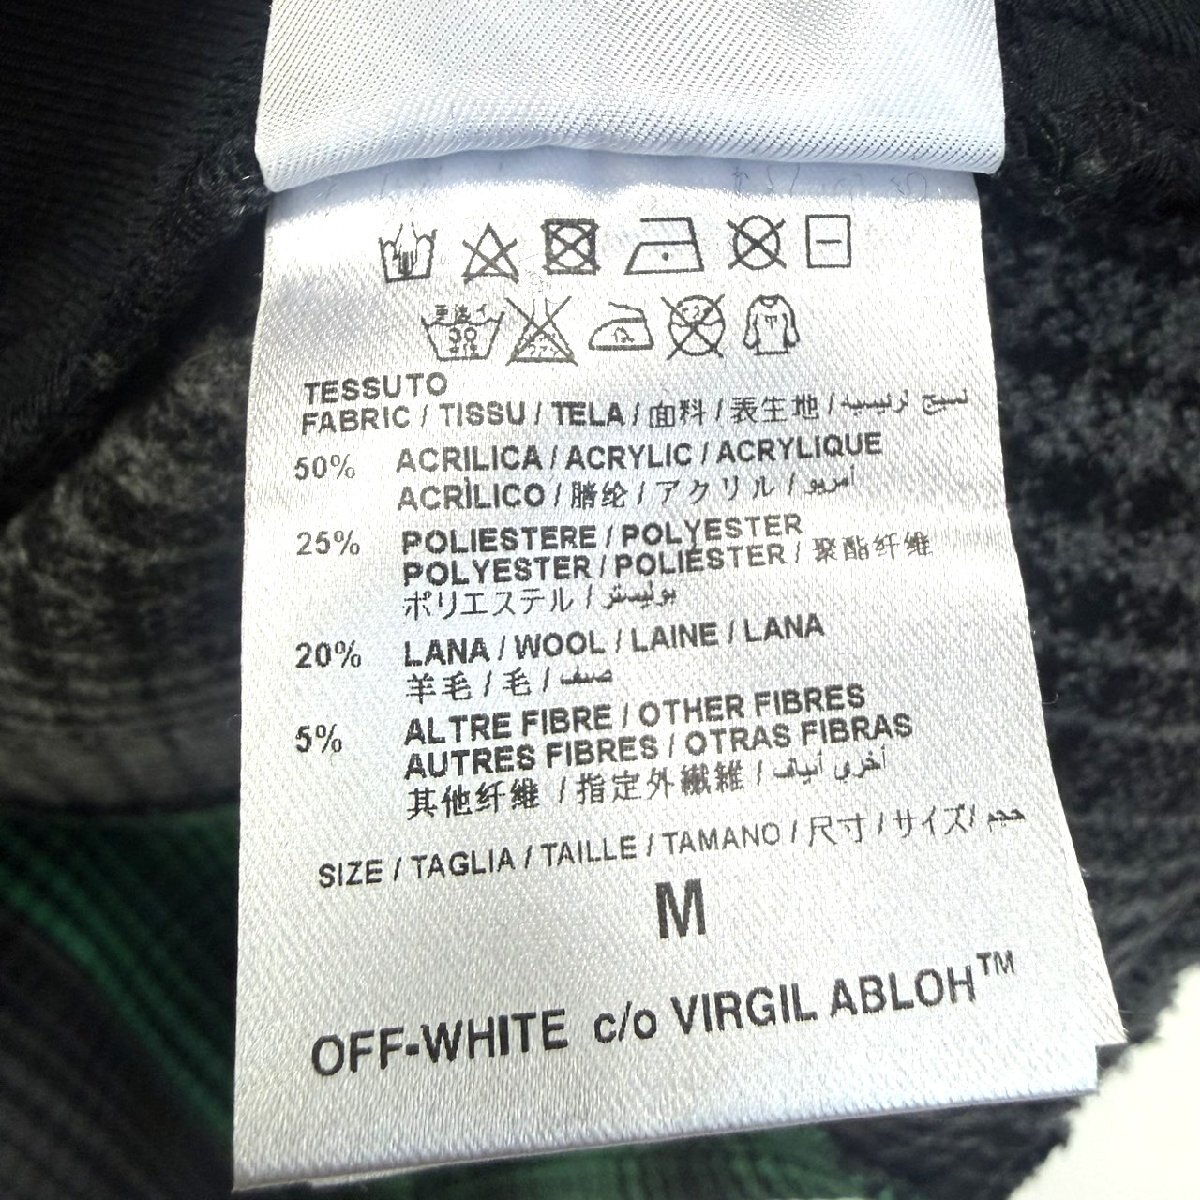 30
TESSUTO
FABRIC / TISSU / TELA / 面料 / 表生地 / نسيج
50% ACRILICA / ACRYLIC / ACRYLIQUE
ACRÌLICO / 腈纶 / アクリル /
25% POLIESTERE / POLYESTER
POLYESTER / POLIÉSTER / 聚酯纤维
ポリエステル / بوليستر
20% LANA / WOOL / LAINE / LANA
羊毛 / 毛 /
5% ALTRE FIBRE / OTHER FIBRES
AUTRES FIBRES / OTRAS FIBRAS
其他纤维 / 指定外繊維 / أخرى ألياف
SIZE / TAGLIA / TAILLE / TAMANO / 尺寸 / サイズ / حجم
M
OFF-WHITE c/o VIRGIL ABLOH™